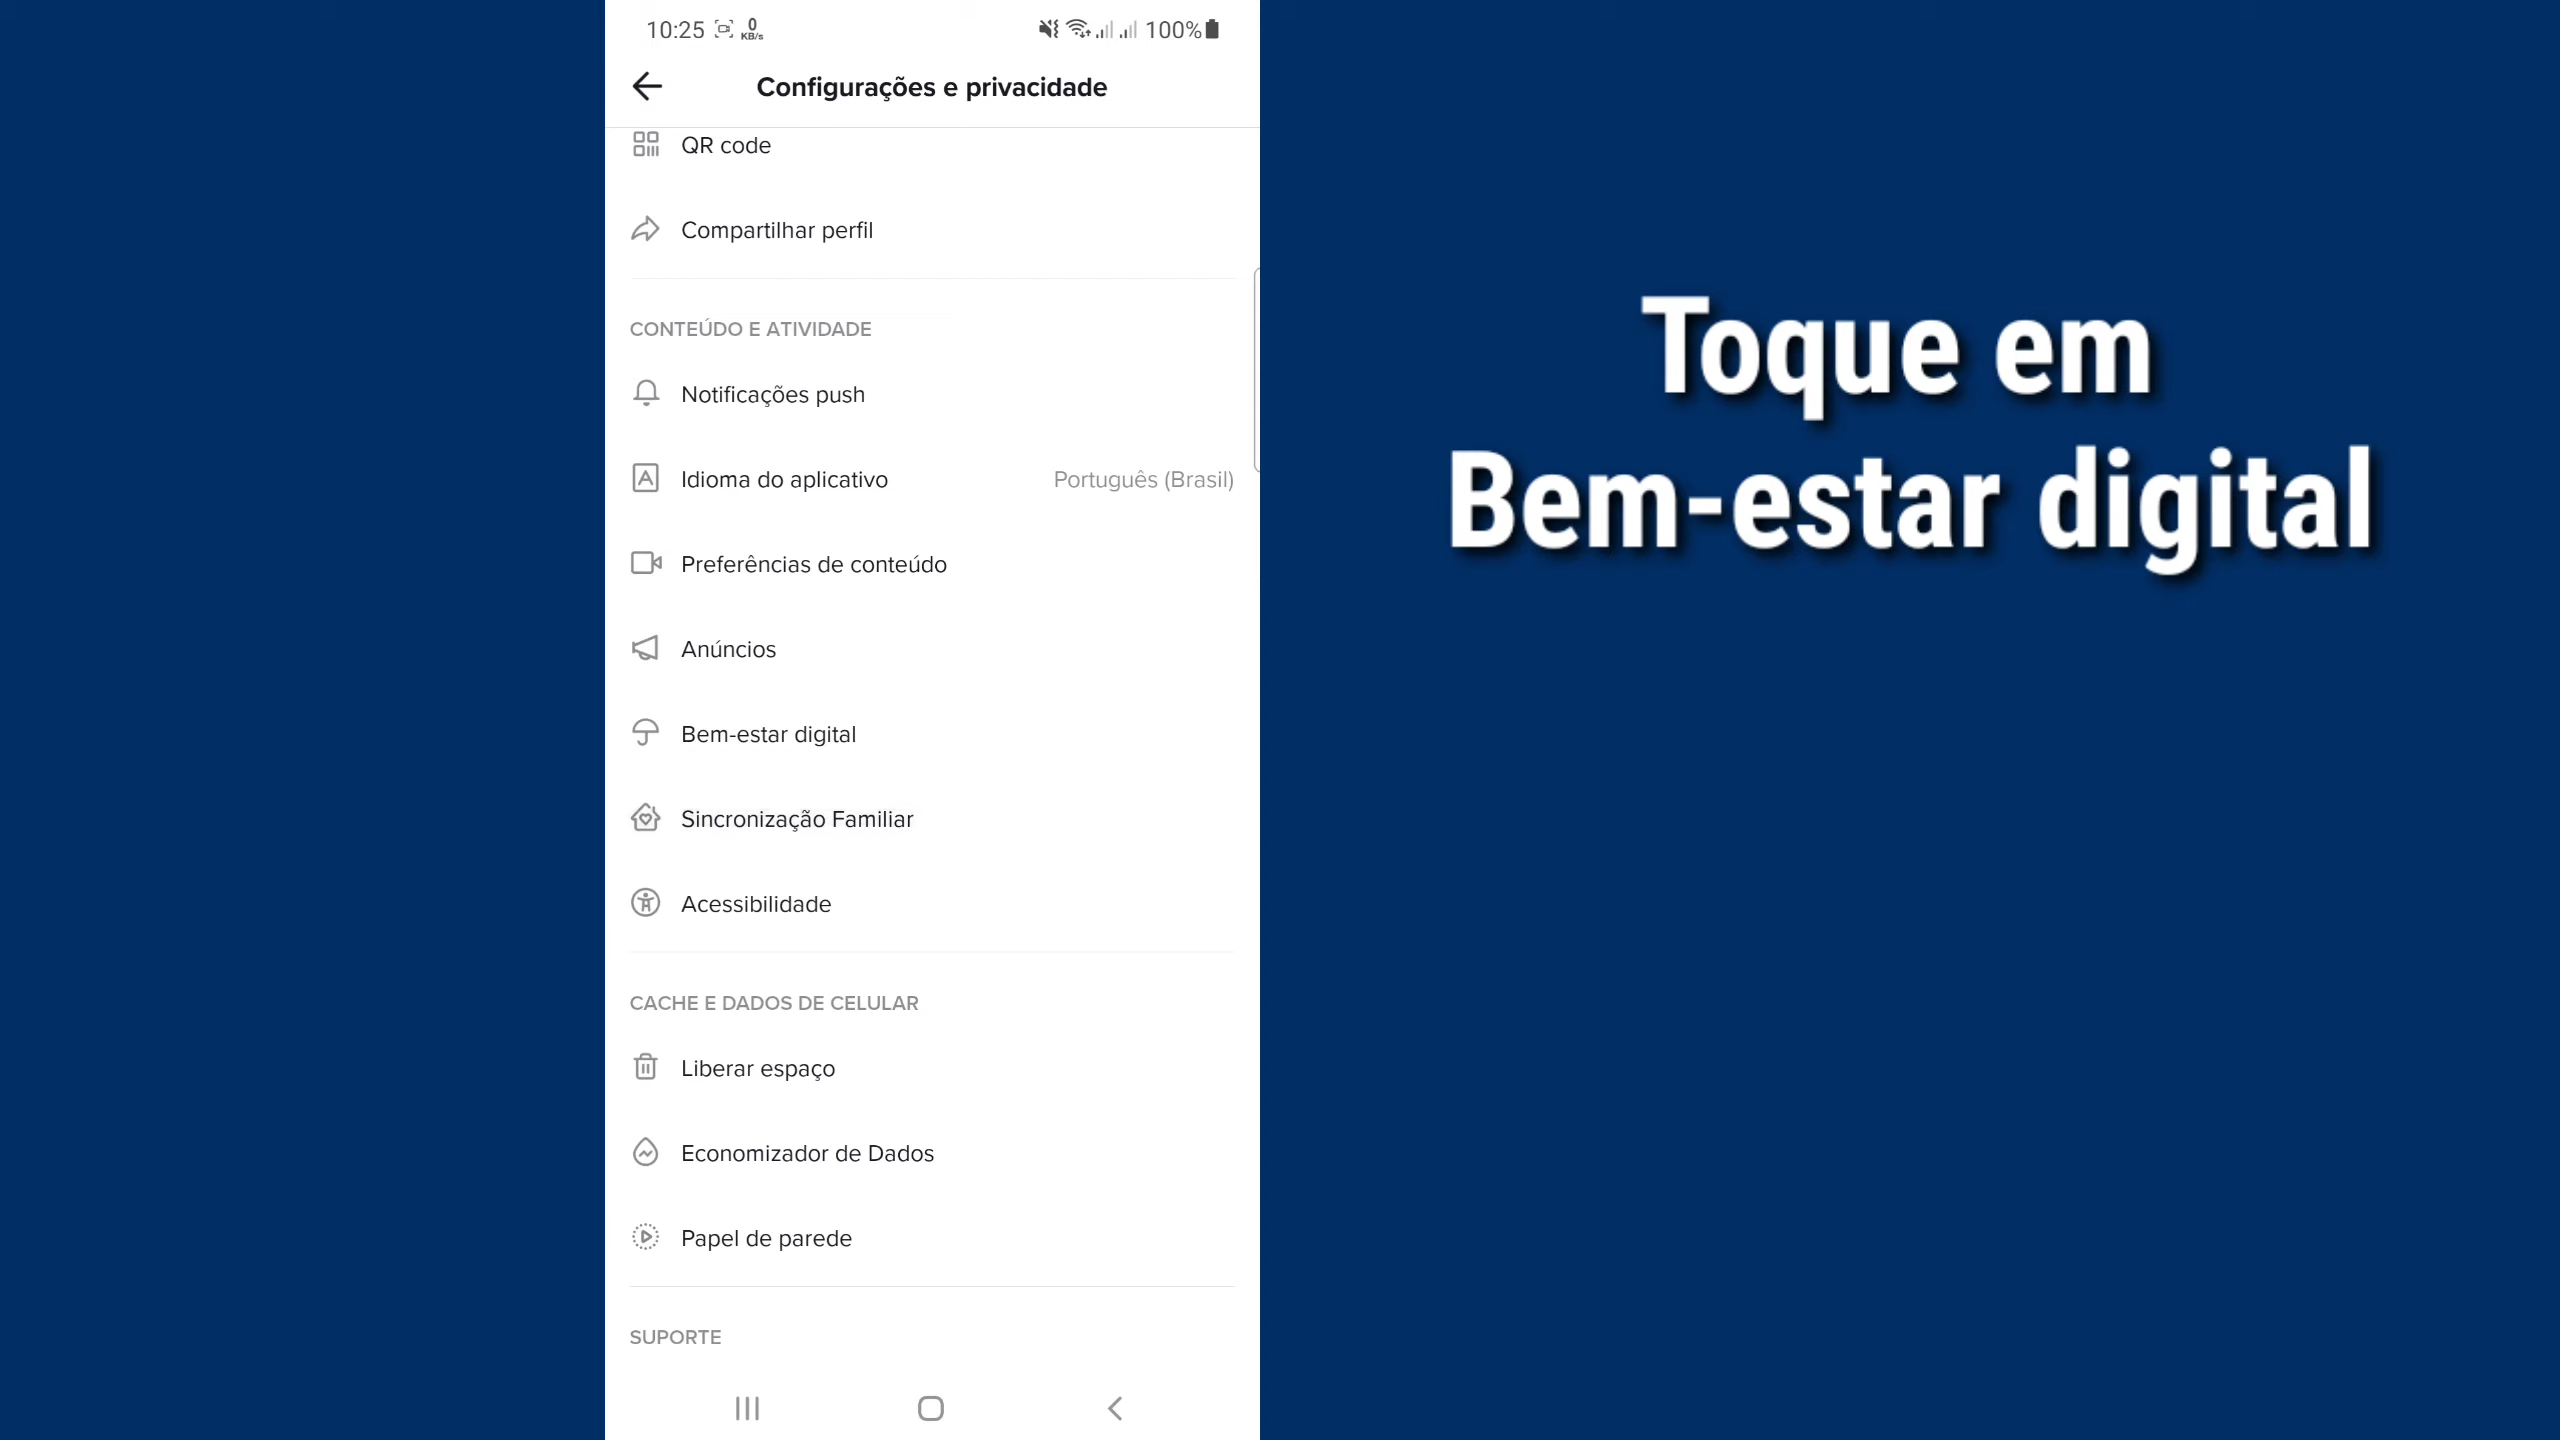 10:25 0 KB/s 100%
Configurações e privacidade
QR code
Compartilhar perfil
CONTEÚDO E ATIVIDADE
Notificações push
Idioma do aplicativo Português (Brasil)
Preferências de conteúdo
Anúncios
Bem-estar digital
Sincronização Familiar
Acessibilidade
CACHE E DADOS DE CELULAR
Liberar espaço
Economizador de Dados
Papel de parede
SUPORTE
Toque em
Bem-estar digital